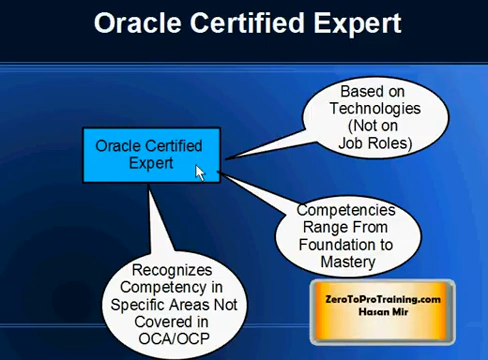 Oracle Certified Expert
Based on
Technologies
(Not on
Job Roles)
Oracle Certified
Expert
Competencies
Range From
Foundation to
Mastery
Recognizes
Competency in
Specific Areas Not
Covered in
OCA/OCP
ZeroToProTraining.com
Hasan Mir